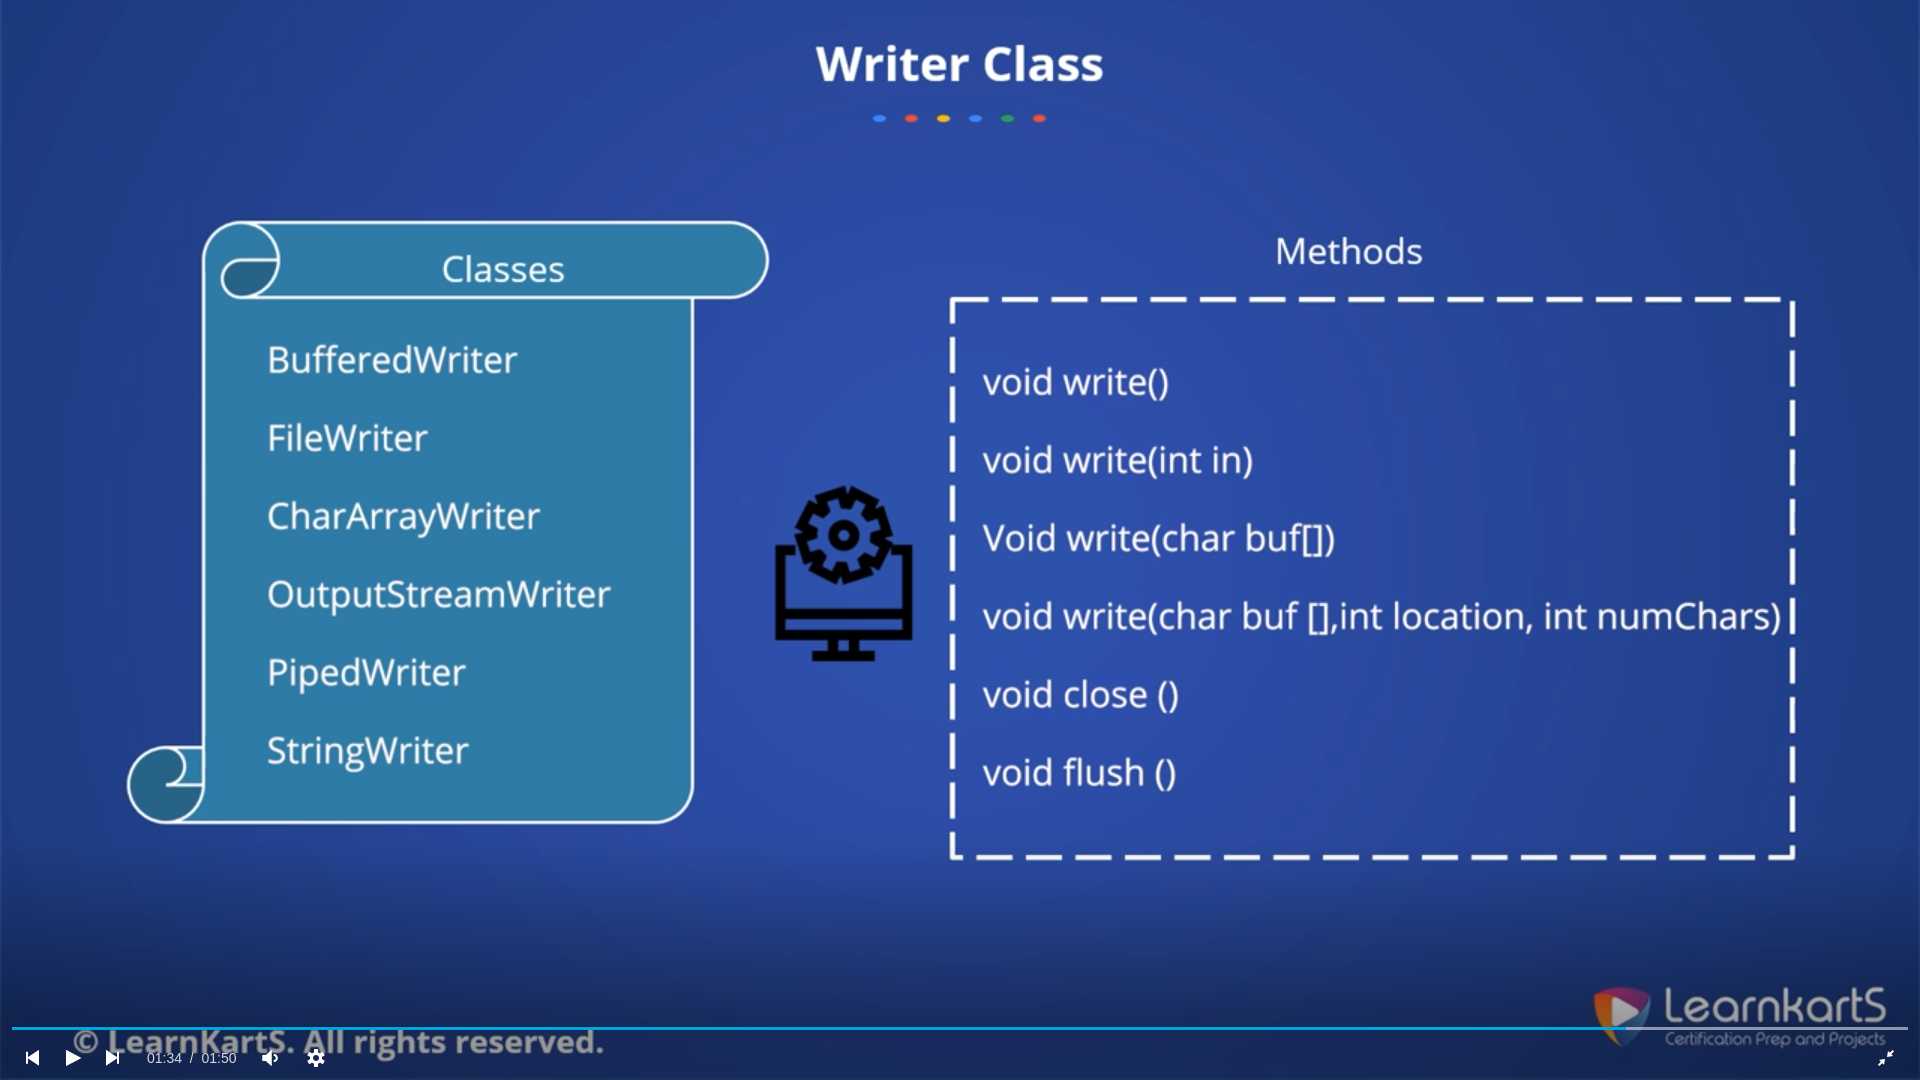 Writer Class
Classes
BufferedWriter
FileWriter
CharArrayWriter
OutputStreamWriter
PipedWriter
StringWriter
Methods
void write()
void write(int in)
Void write(char buf[])
void write(char buf [],int location, int numChars)
void close ()
void flush ()
LearnkartS
Certification Prep and Projects
© LearnKartS. All rights reserved.
01:34 / 01:50